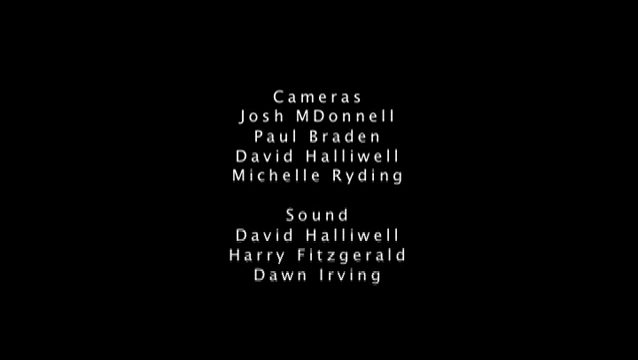 Cameras
Josh MDonnell
Paul Braden
David Halliwell
Michelle Ryding
Sound
David Halliwell
Harry Fitzgerald
Dawn Irving